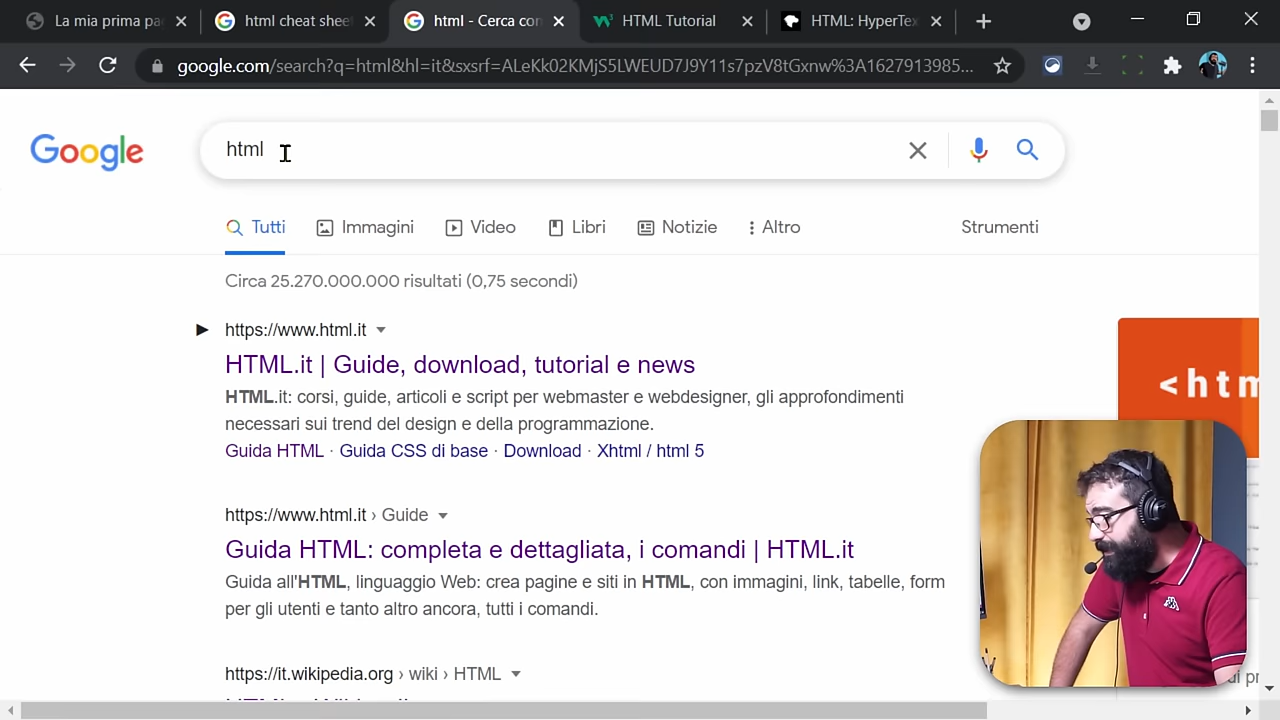 La mia prima pa
html cheat shee
html - Cerca con
HTML Tutorial
HTML: HyperTex
google.com/search?q=html&hl=it&sxsrf=ALeKk02KMjS5LWEUD7J9Y11s7pzV8tGxnw%3A1627913985...
Google
html
Tutti
Immagini
Video
Libri
Notizie
Altro
Strumenti
Circa 25.270.000.000 risultati (0,75 secondi)
https://www.html.it
HTML.it | Guide, download, tutorial e news
HTML.it: corsi, guide, articoli e script per webmaster e webdesigner, gli approfondimenti
necessari sui trend del design e della programmazione.
Guida HTML · Guida CSS di base · Download · Xhtml / html 5
<htm
https://www.html.it › Guide
Guida HTML: completa e dettagliata, i comandi | HTML.it
Guida all'HTML, linguaggio Web: crea pagine e siti in HTML, con immagini, link, tabelle, form
per gli utenti e tanto altro ancora, tutti i comandi.
https://it.wikipedia.org › wiki › HTML
di pr